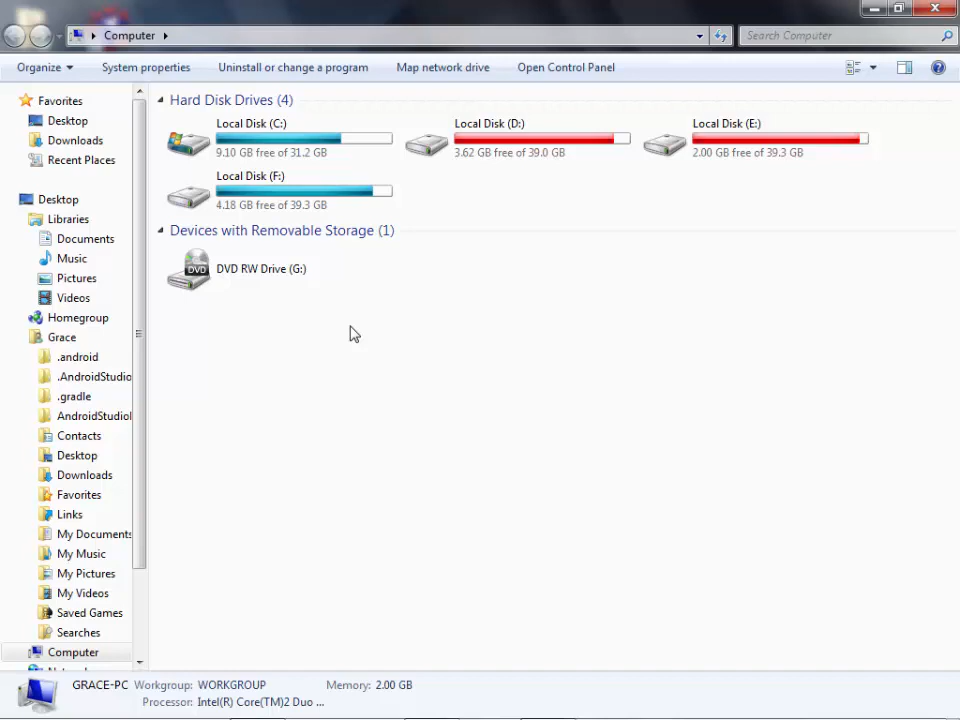 Computer
Search Computer
Organize
System properties
Uninstall or change a program
Map network drive
Open Control Panel
Favorites
Desktop
Downloads
Recent Places
Desktop
Libraries
Documents
Music
Pictures
Videos
Homegroup
Grace
.android
.AndroidStudio
.gradle
AndroidStudioI
Contacts
Desktop
Downloads
Favorites
Links
My Documents
My Music
My Pictures
My Videos
Saved Games
Searches
Computer
Hard Disk Drives (4)
Local Disk (C:)
9.10 GB free of 31.2 GB
Local Disk (D:)
3.62 GB free of 39.0 GB
Local Disk (E:)
2.00 GB free of 39.3 GB
Local Disk (F:)
4.18 GB free of 39.3 GB
Devices with Removable Storage (1)
DVD
DVD RW Drive (G:)
GRACE-PC Workgroup: WORKGROUP Memory: 2.00 GB
Processor: Intel(R) Core(TM)2 Duo ...